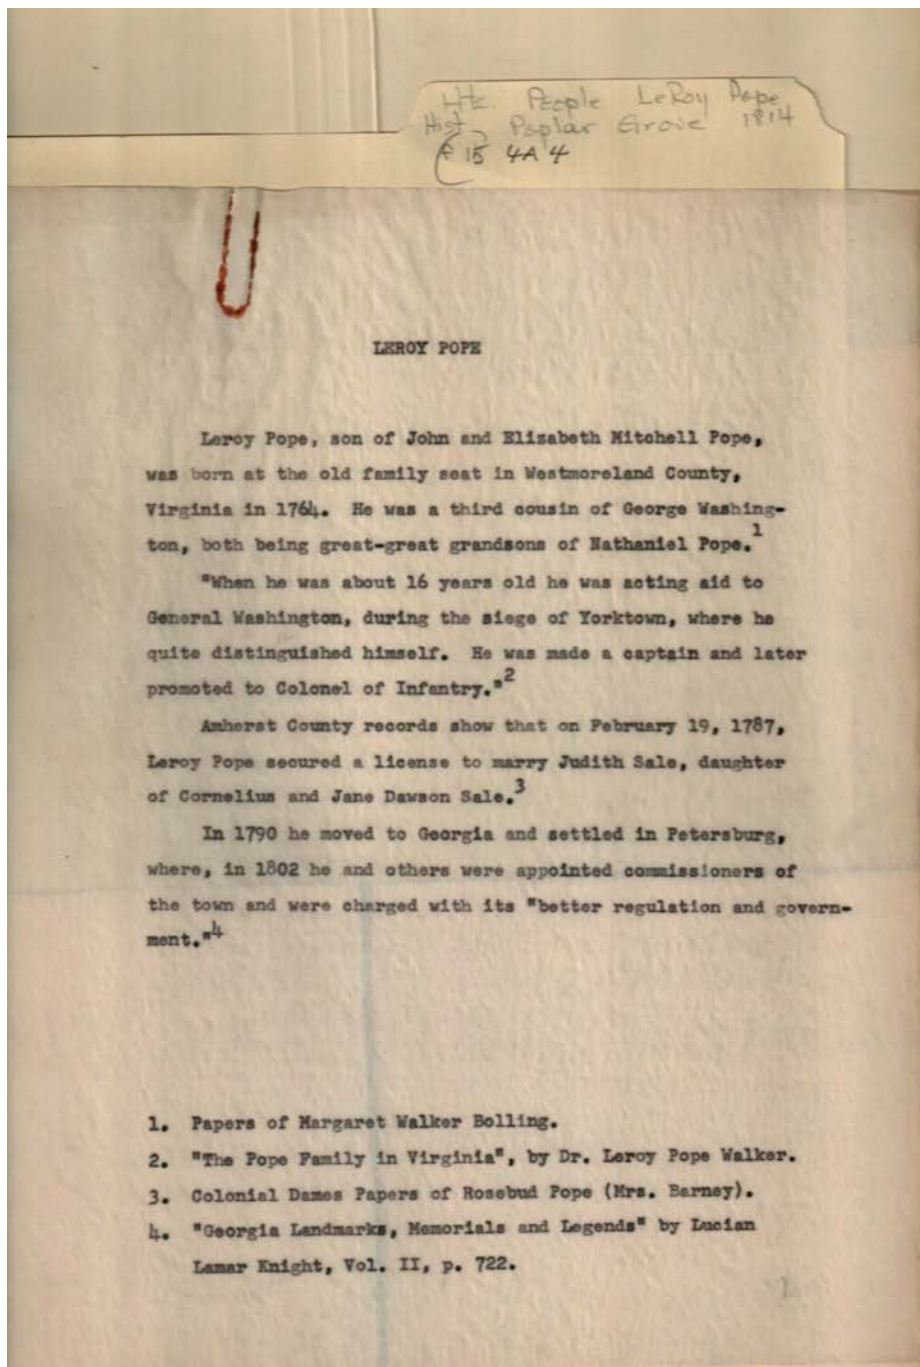 Hte. People LeRoy Pope
Hist. Poplar Grove 1814
F 15 4A 4
LEROY POPE
Leroy Pope, son of John and Elizabeth Mitchell Pope,
was born at the old family seat in Westmoreland County,
Virginia in 1764. He was a third cousin of George Washing-
ton, both being great-great grandsons of Nathaniel Pope.1
"When he was about 16 years old he was acting aid to
General Washington, during the siege of Yorktown, where he
quite distinguished himself. He was made a captain and later
promoted to Colonel of Infantry."2
Amherst County records show that on February 19, 1787,
Leroy Pope secured a license to marry Judith Sale, daughter
of Cornelius and Jane Dawson Sale.3
In 1790 he moved to Georgia and settled in Petersburg,
where, in 1802 he and others were appointed commissioners of
the town and were charged with its "better regulation and govern-
ment."4
1. Papers of Margaret Walker Bolling.
2. "The Pope Family in Virginia", by Dr. Leroy Pope Walker.
3. Colonial Dames Papers of Rosebud Pope (Mrs. Barney).
4. "Georgia Landmarks, Memorials and Legends" by Lucian
Lamar Knight, Vol. II, p. 722.
1